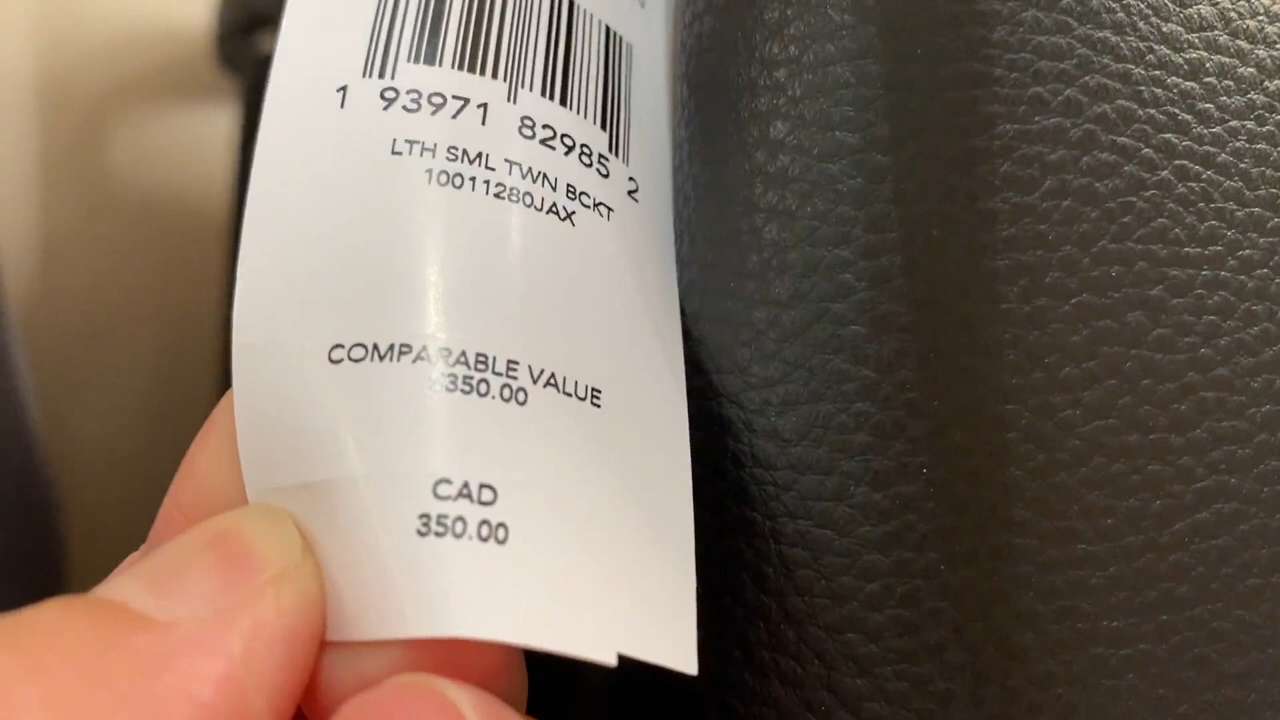 1 93971 82985 2
LTH SML TWN BCKT
10011280JAX
COMPARABLE VALUE
$350.00
CAD
350.00